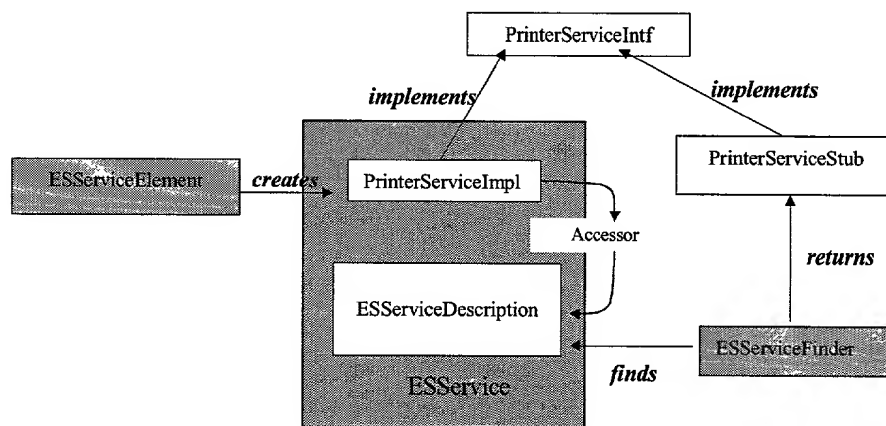 PrinterServiceIntf
implements
implements
ESServiceElement
creates
PrinterServiceImpl
PrinterServiceStub
Accessor
returns
ESServiceDescription
ESServiceFinder
ESService
finds